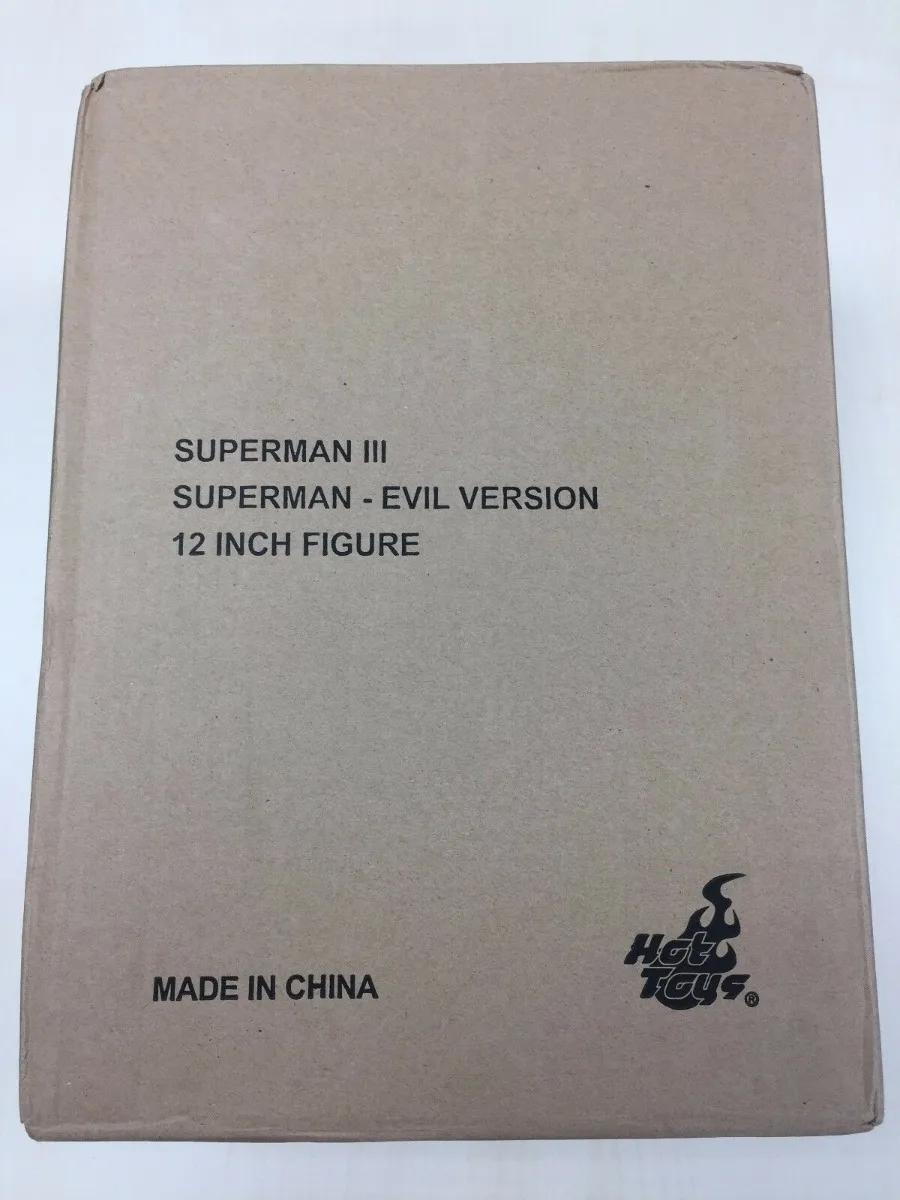 SUPERMAN III
SUPERMAN - EVIL VERSION
12 INCH FIGURE
MADE IN CHINA
Hot
Toys®